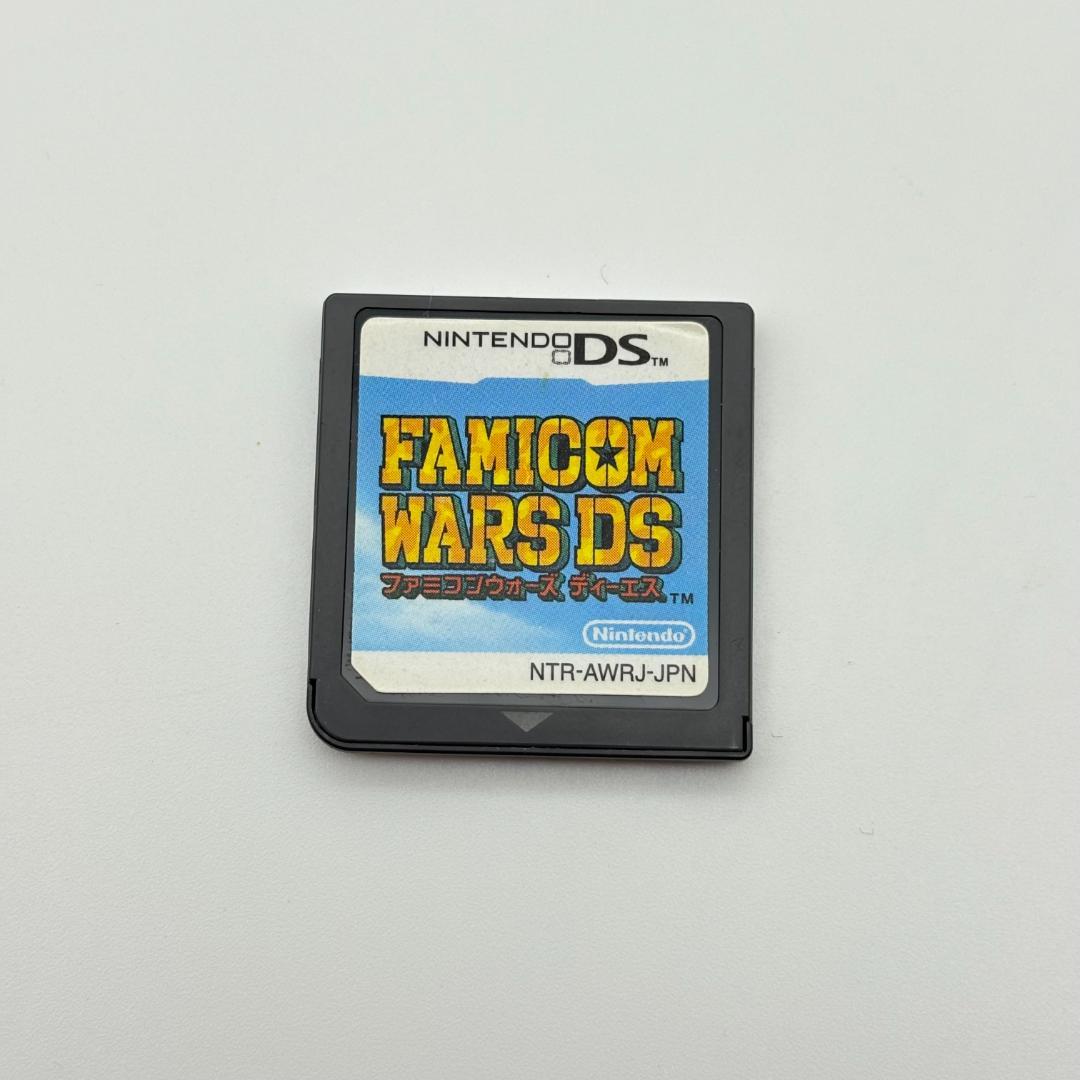 NINTENDO DS™
FAMICOM
WARS DS
ファミコンウォーズ ディーエス™
Nintendo®
NTR-AWRJ-JPN